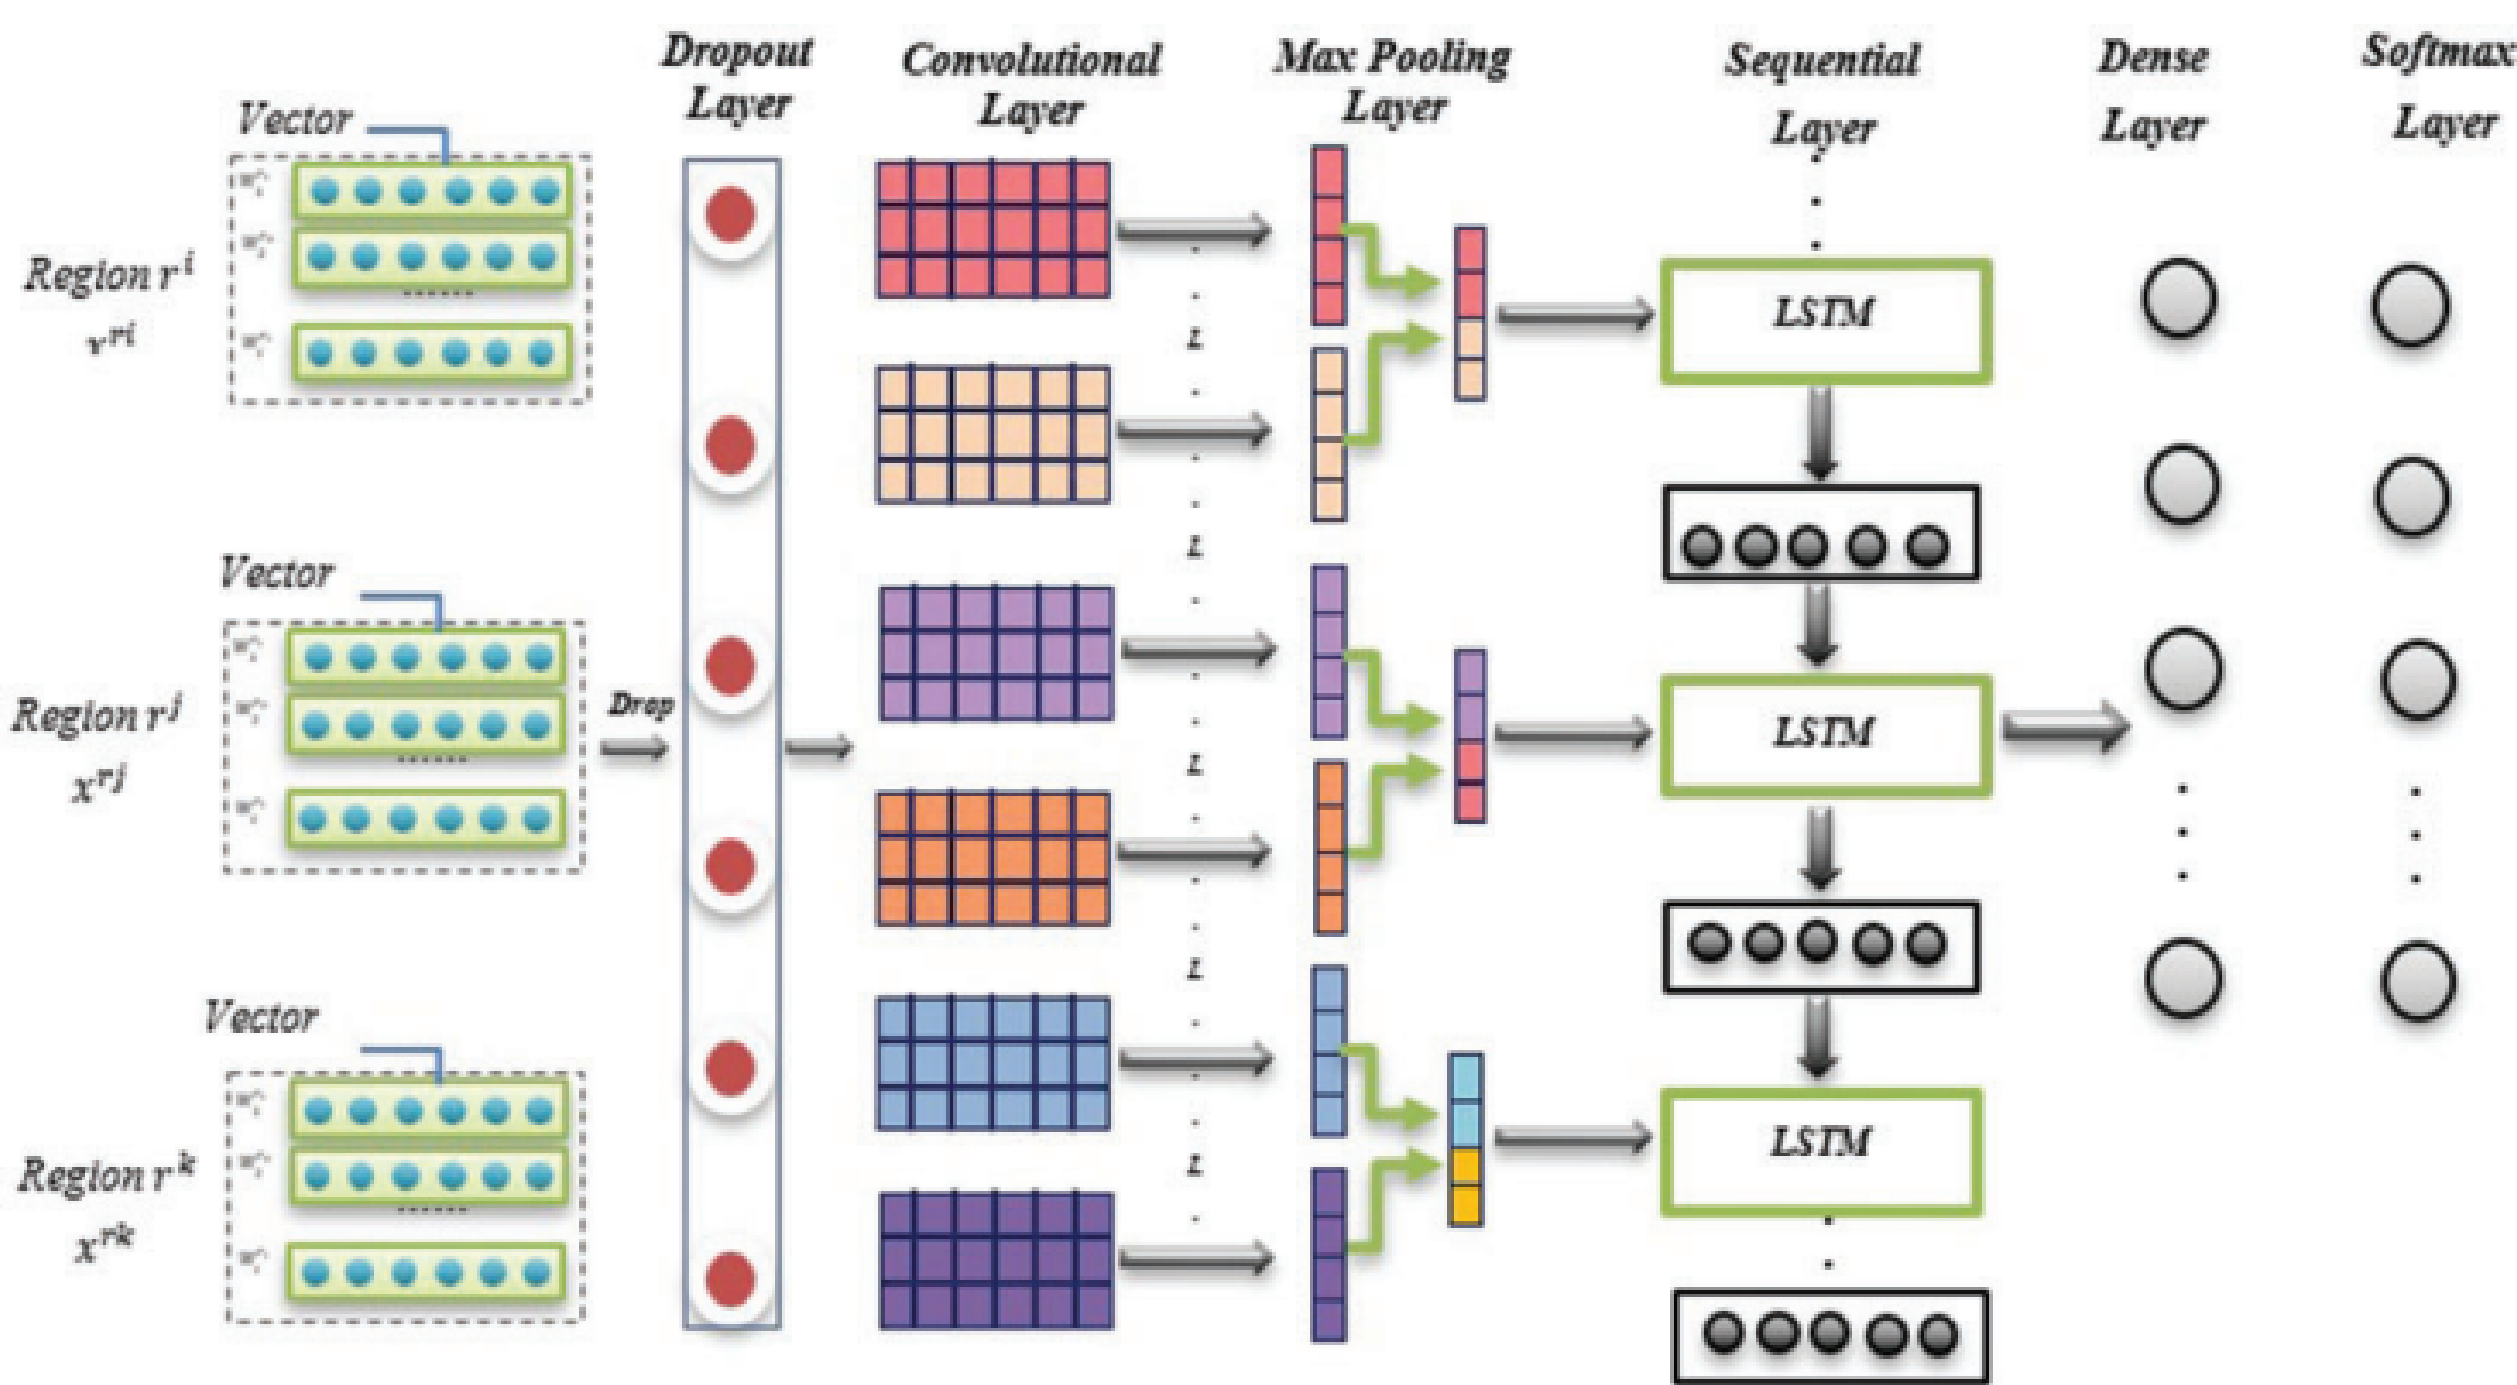 Dropout
Layer
Convolutional
Layer
Max Pooling
Layer
Sequential
Layer
Dense
Layer
Softmax
Layer
Vector
Region r^i
x^ri
Vector
Region r^j
x^rj
Drop
Vector
Region r^k
x^rk
z
z
z
z
z
LSTM
LSTM
LSTM